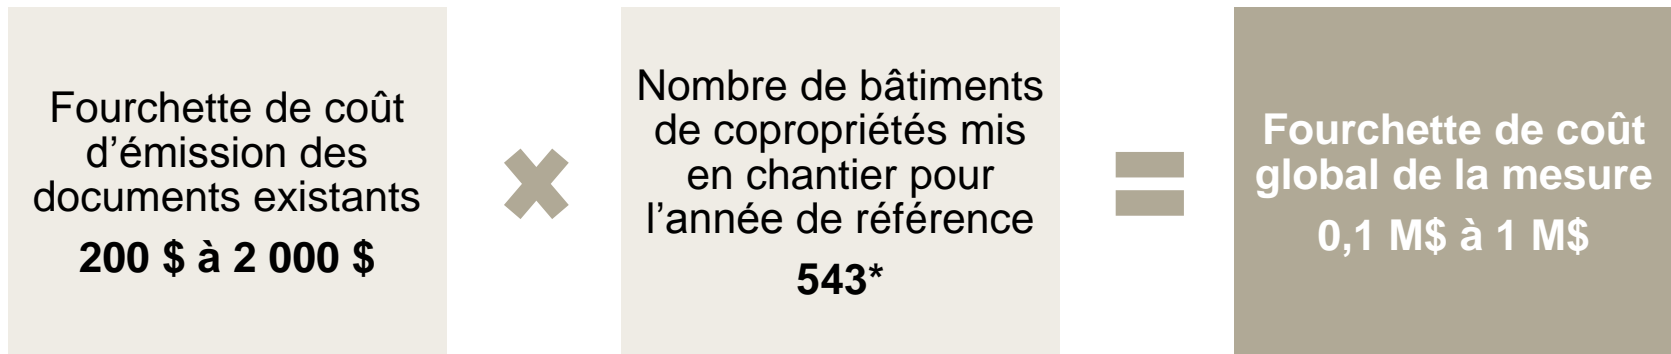 Fourchette de coût
d’émission des
documents existants
200 $ à 2 000 $
Nombre de bâtiments
de copropriétés mis
en chantier pour
l’année de référence
543*
Fourchette de coût
global de la mesure
0,1 M$ à 1 M$